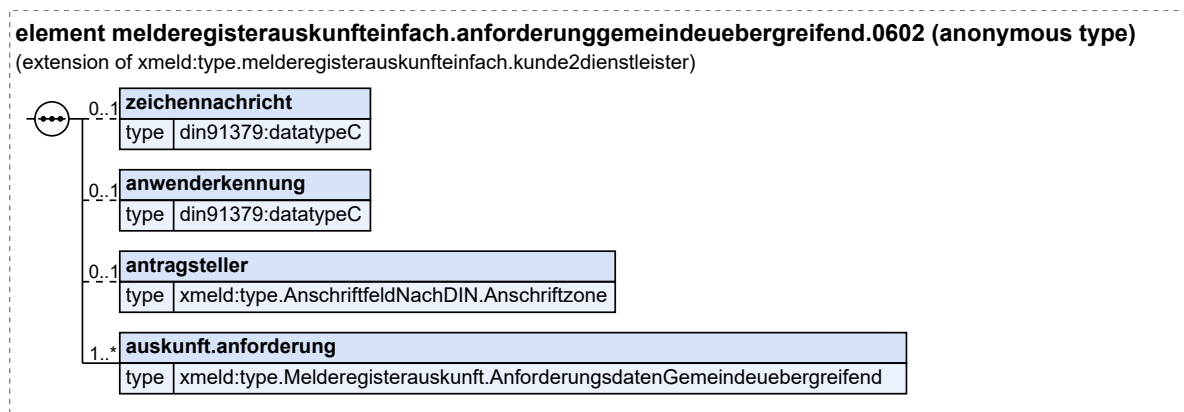 element melderegisterauskunfteinfach.anforderunggemeindeuebergreifend.0602 (anonymous type)
(extension of xmeld:type.melderegisterauskunfteinfach.kunde2dienstleister)
0..1 zeichennachricht
type din91379:datatypeC
0..1 anwenderkennung
type din91379:datatypeC
0..1 antragsteller
type xmeld:type.AnschriftfeldNachDIN.Anschriftzone
1..* auskunft.anforderung
type xmeld:type.Melderegisterauskunft.AnforderungsdatenGemeindeuebergreifend